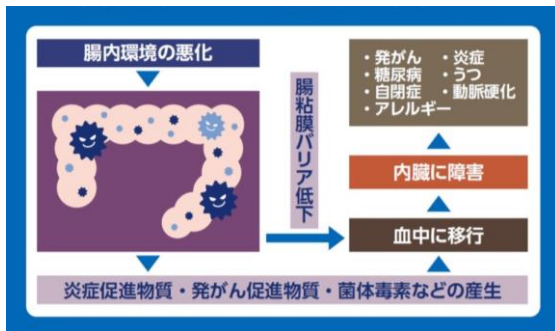 腸内環境の悪化
炎症促進物質・発がん促進物質・菌体毒素などの産生
腸粘膜バリア低下
血中に移行
内臓に障害
・発がん ・炎症
・糖尿病 ・うつ
・自閉症 ・動脈硬化
・アレルギー